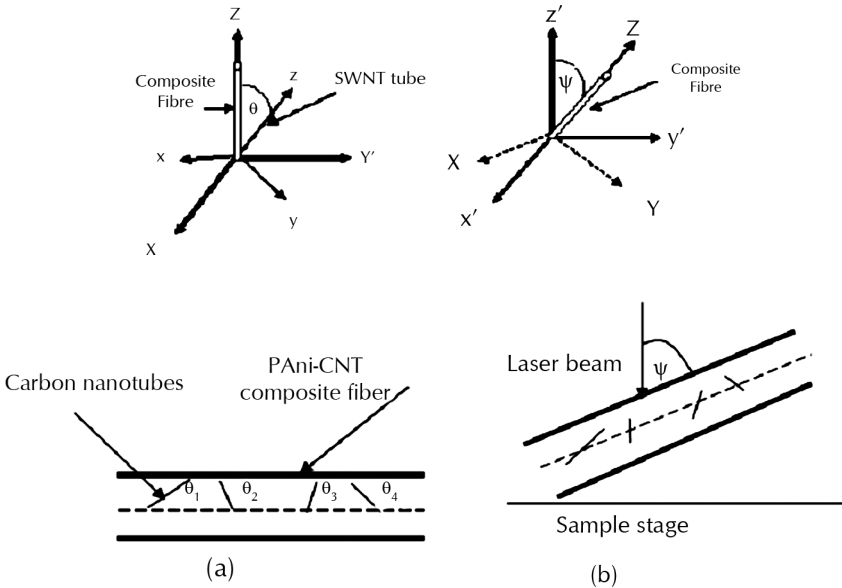 Z
Composite
Fibre
θ
z
SWNT tube
x
Y′
y
X
z′
Z
ψ
Composite
Fibre
X
y′
x′
Y
Carbon nanotubes
PAni-CNT
composite fiber
θ1 θ2 θ3 θ4
(a)
Laser beam
ψ
Sample stage
(b)